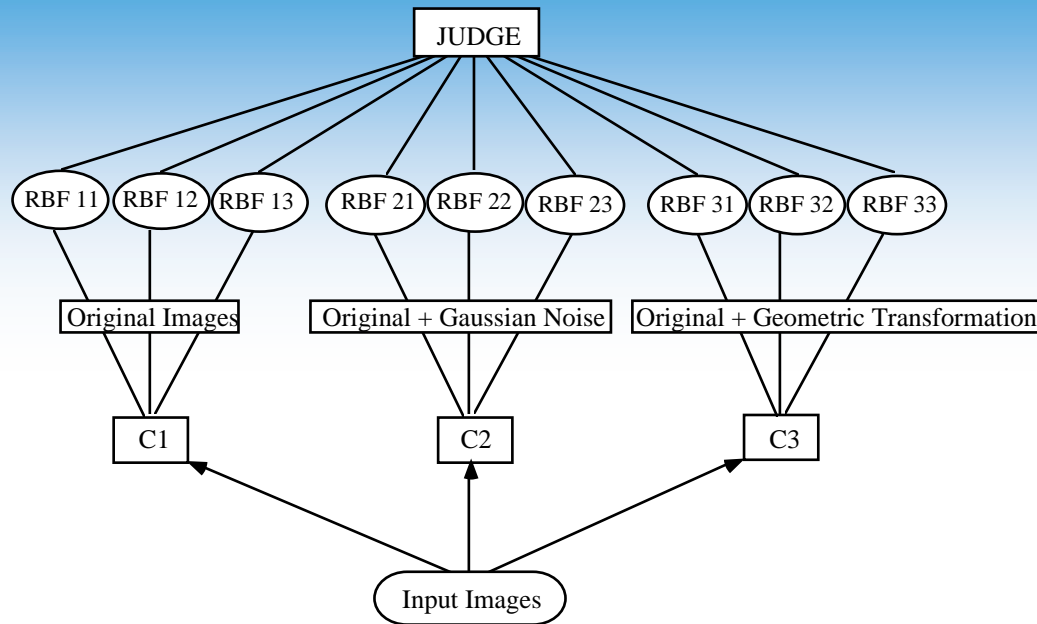 JUDGE
RBF 11
RBF 12
RBF 13
RBF 21
RBF 22
RBF 23
RBF 31
RBF 32
RBF 33
Original Images
Original + Gaussian Noise
Original + Geometric Transformation
C1
C2
C3
Input Images